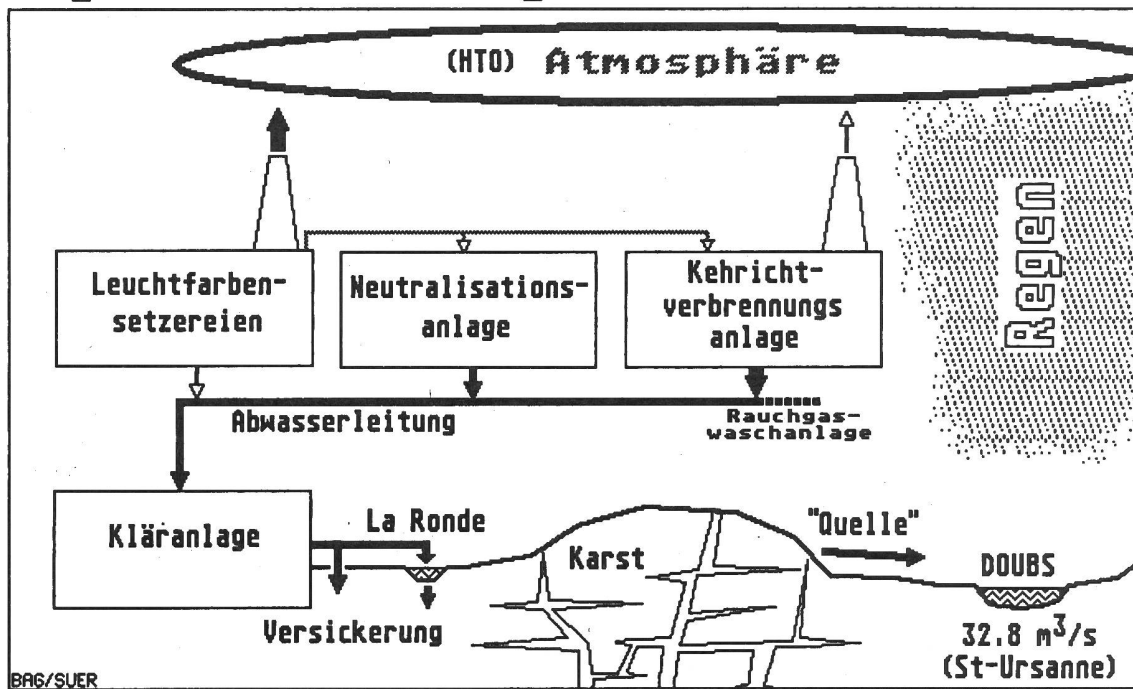 (HTO) Atmosphäre
Regen
Leuchtfarben-
setzereien
Neutralisations-
anlage
Kehricht-
verbrennungs
anlage
Abwasserleitung
Rauchgas-
waschanlage
Kläranlage
La Ronde
Versickerung
Karst
"Quelle"
DOUBS
32.8 m³/s
(St-Ursanne)
BAG/SUER